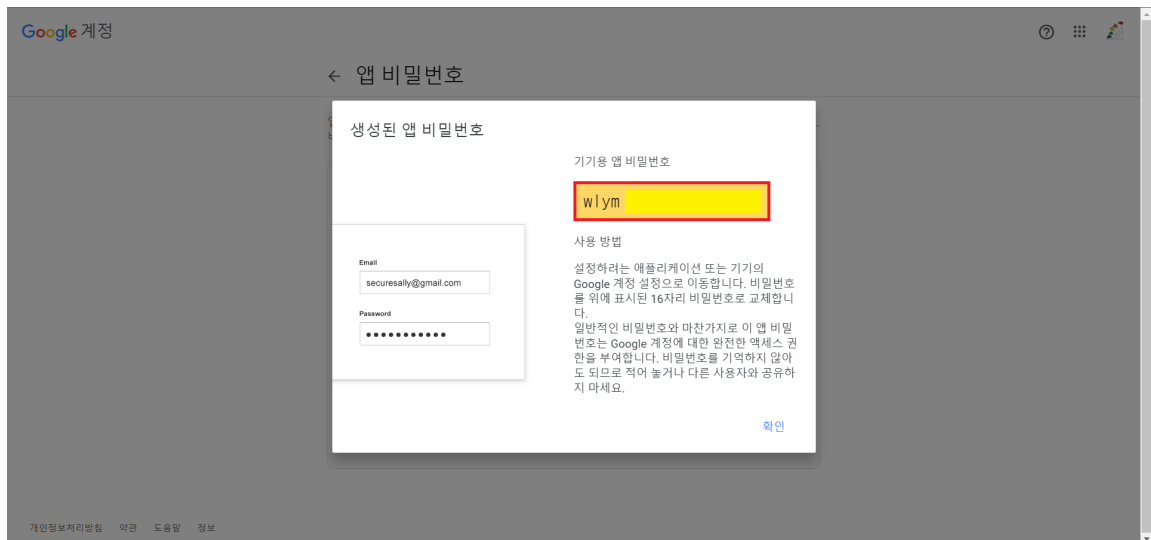 Google 계정
앱 비밀번호
생성된 앱 비밀번호
기기용 앱 비밀번호
wlym
사용 방법
설정하려는 애플리케이션 또는 기기의
Google 계정 설정으로 이동합니다. 비밀번호
를 위에 표시된 16자리 비밀번호로 교체합니
다.
일반적인 비밀번호와 마찬가지로 이 앱 비밀
번호는 Google 계정에 대한 완전한 액세스 권
한을 부여합니다. 비밀번호를 기억하지 않아
도 되므로 적어 놓거나 다른 사용자와 공유하
지 마세요.
Email
securesally@gmail.com
Password
확인
개인정보처리방침 약관 도움말 정보